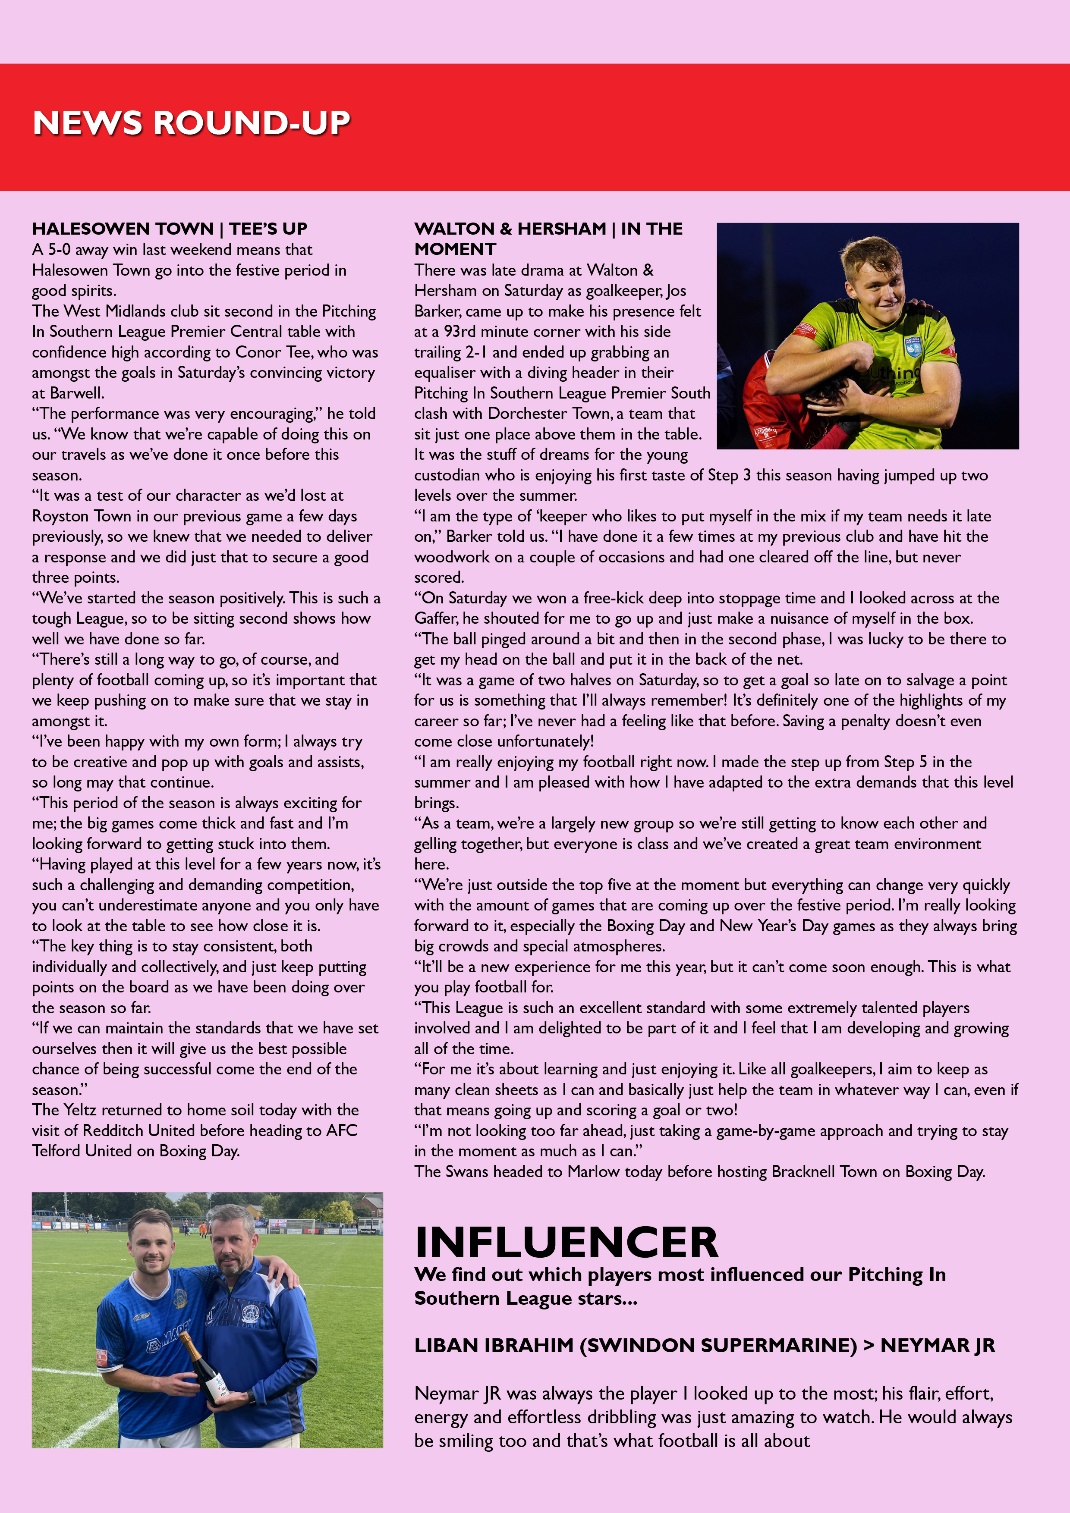 NEWS ROUND-UP
HALESOWEN TOWN | TEE'S UP
A 5-0 away win last weekend means that
Halesowen Town go into the festive period in
good spirits.
The West Midlands club sit second in the Pitching
In Southern League Premier Central table with
confidence high according to Conor Tee, who was
amongst the goals in Saturday's convincing victory
at Barwell.
“The performance was very encouraging,” he told
us. “We know that we're capable of doing this on
our travels as we've done it once before this
season.
“It was a test of our character as we'd lost at
Royston Town in our previous game a few days
previously, so we knew that we needed to deliver
a response and we did just that to secure a good
three points.
“We've started the season positively. This is such a
tough League, so to be sitting second shows how
well we have done so far.
“There's still a long way to go, of course, and
plenty of football coming up, so it's important that
we keep pushing on to make sure that we stay in
amongst it.
“I've been happy with my own form; I always try
to be creative and pop up with goals and assists,
so long may that continue.
“This period of the season is always exciting for
me; the big games come thick and fast and I'm
looking forward to getting stuck into them.
“Having played at this level for a few years now, it's
such a challenging and demanding competition,
you can't underestimate anyone and you only have
to look at the table to see how close it is.
“The key thing is to stay consistent, both
individually and collectively, and just keep putting
points on the board as we have been doing over
the season so far.
“If we can maintain the standards that we have set
ourselves then it will give us the best possible
chance of being successful come the end of the
season.”
The Yeltz returned to home soil today with the
visit of Redditch United before heading to AFC
Telford United on Boxing Day.
WALTON & HERSHAM | IN THE
MOMENT
There was late drama at Walton &
Hersham on Saturday as goalkeeper, Jos
Barker, came up to make his presence felt
at a 93rd minute corner with his side
trailing 2-1 and ended up grabbing an
equaliser with a diving header in their
Pitching In Southern League Premier South
clash with Dorchester Town, a team that
sit just one place above them in the table.
It was the stuff of dreams for the young
custodian who is enjoying his first taste of Step 3 this season having jumped up two
levels over the summer.
“I am the type of ‘keeper who likes to put myself in the mix if my team needs it late
on,” Barker told us. “I have done it a few times at my previous club and have hit the
woodwork on a couple of occasions and had one cleared off the line, but never
scored.
“On Saturday we won a free-kick deep into stoppage time and I looked across at the
Gaffer, he shouted for me to go up and just make a nuisance of myself in the box.
“The ball pinged around a bit and then in the second phase, I was lucky to be there to
get my head on the ball and put it in the back of the net.
“It was a game of two halves on Saturday, so to get a goal so late on to salvage a point
for us is something that I'll always remember! It's definitely one of the highlights of my
career so far; I've never had a feeling like that before. Saving a penalty doesn't even
come close unfortunately!
“I am really enjoying my football right now. I made the step up from Step 5 in the
summer and I am pleased with how I have adapted to the extra demands that this level
brings.
“As a team, we're a largely new group so we're still getting to know each other and
gelling together, but everyone is class and we've created a great team environment
here.
“We're just outside the top five at the moment but everything can change very quickly
with the amount of games that are coming up over the festive period. I'm really looking
forward to it, especially the Boxing Day and New Year's Day games as they always bring
big crowds and special atmospheres.
“It'll be a new experience for me this year, but it can't come soon enough. This is what
you play football for.
“This League is such an excellent standard with some extremely talented players
involved and I am delighted to be part of it and I feel that I am developing and growing
all of the time.
“For me it's about learning and just enjoying it. Like all goalkeepers, I aim to keep as
many clean sheets as I can and basically just help the team in whatever way I can, even if
that means going up and scoring a goal or two!
“I'm not looking too far ahead, just taking a game-by-game approach and trying to stay
in the moment as much as I can.”
The Swans headed to Marlow today before hosting Bracknell Town on Boxing Day.
INFLUENCER
We find out which players most influenced our Pitching In
Southern League stars...
LIBAN IBRAHIM (SWINDON SUPERMARINE) > NEYMAR JR
Neymar JR was always the player I looked up to the most; his flair, effort,
energy and effortless dribbling was just amazing to watch. He would always
be smiling too and that's what football is all about